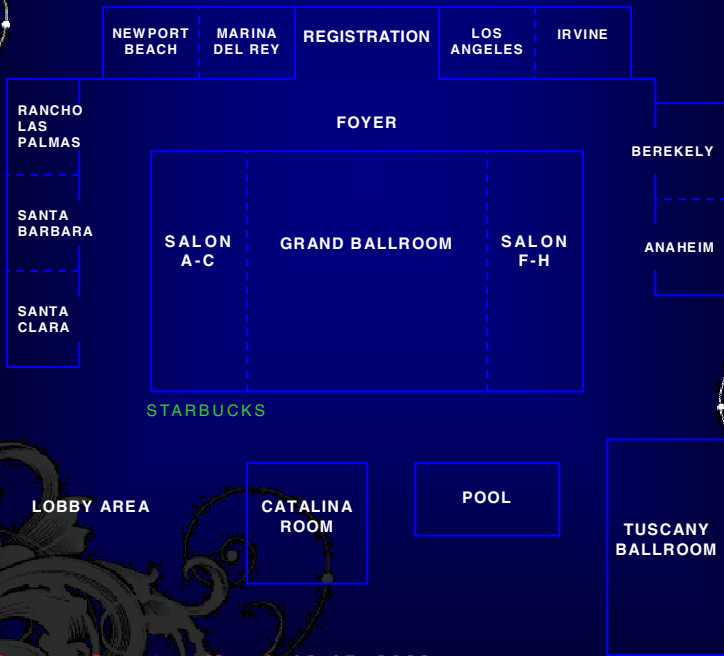 NEWPORT
BEACH
MARINA
DEL REY
REGISTRATION
LOS
ANGELES
IRVINE
RANCHO
LAS
PALMAS
FOYER
BEREKELY
SANTA
BARBARA
SALON
A-C
GRAND BALLROOM
SALON
F-H
ANAHEIM
SANTA
CLARA
STARBUCKS
LOBBY AREA
CATALINA
ROOM
POOL
TUSCANY
BALLROOM